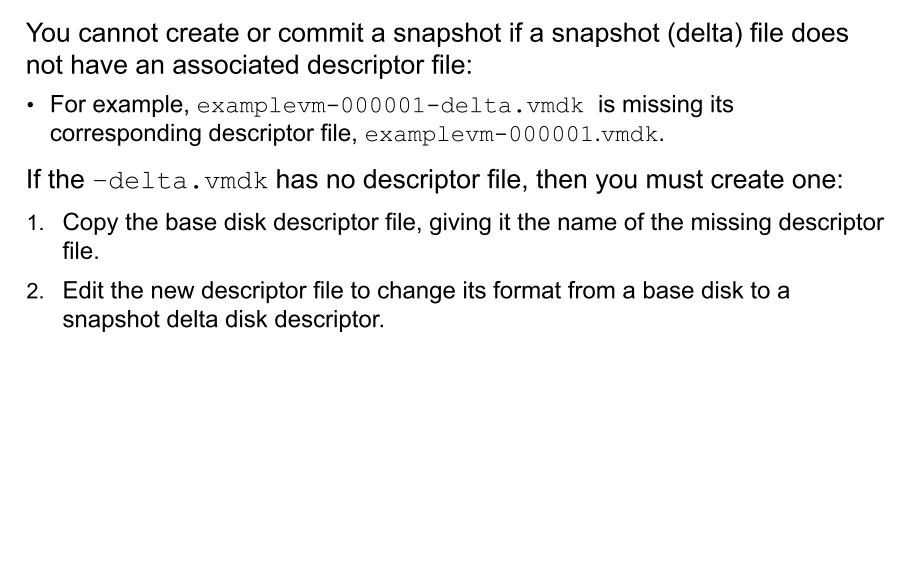 You cannot create or commit a snapshot if a snapshot (delta) file does
not have an associated descriptor file:
• For example, examplevm-000001-delta.vmdk is missing its
corresponding descriptor file, examplevm-000001.vmdk.
If the –delta.vmdk has no descriptor file, then you must create one:
1. Copy the base disk descriptor file, giving it the name of the missing descriptor
file.
2. Edit the new descriptor file to change its format from a base disk to a
snapshot delta disk descriptor.